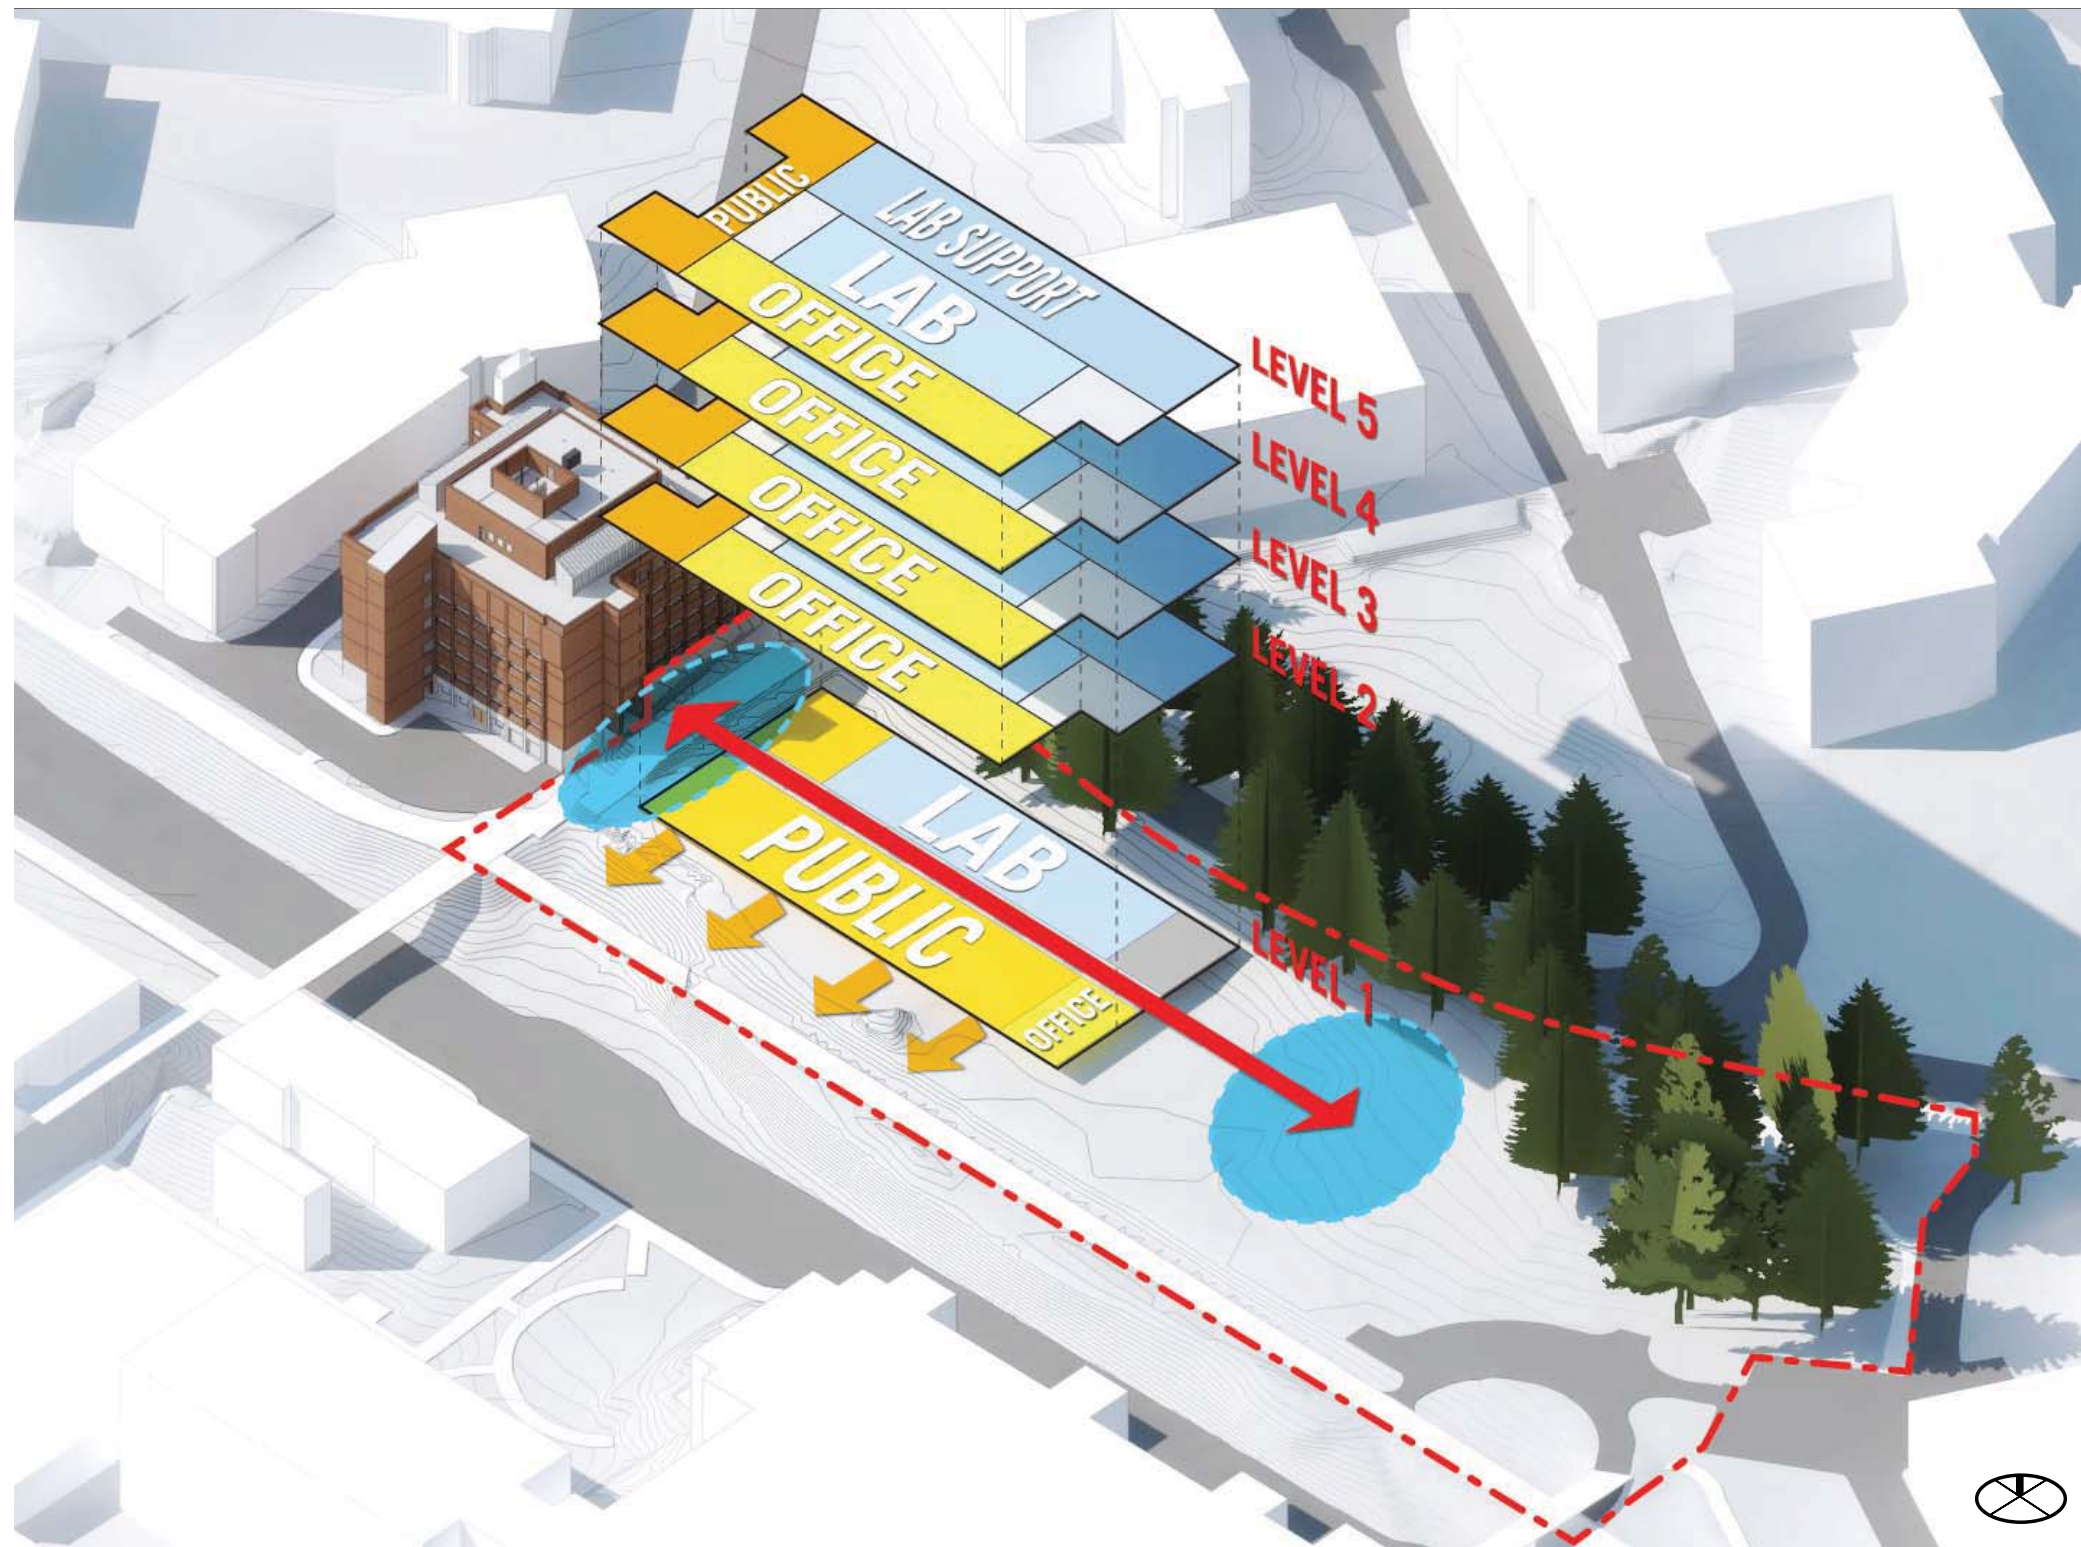 PUBLIC
LAB SUPPORT
LAB
OFFICE
LEVEL 5
OFFICE
LEVEL 4
OFFICE
LEVEL 3
OFFICE
LEVEL 2
LAB
PUBLIC
OFFICE
LEVEL 1